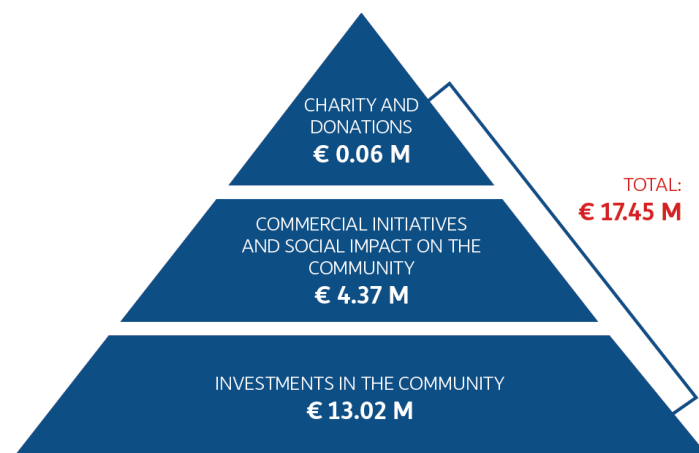 CHARITY AND
DONATIONS
€ 0.06 M
TOTAL:
€ 17.45 M
COMMERCIAL INITIATIVES
AND SOCIAL IMPACT ON THE
COMMUNITY
€ 4.37 M
INVESTMENTS IN THE COMMUNITY
€ 13.02 M